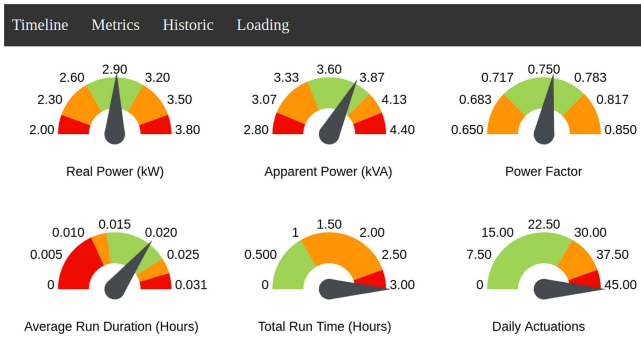 Timeline Metrics Historic Loading
2.00 2.30 2.60 2.90 3.20 3.50 3.80
Real Power (kW)
2.80 3.07 3.33 3.60 3.87 4.13 4.40
Apparent Power (kVA)
0.650 0.683 0.717 0.750 0.783 0.817 0.850
Power Factor
0 0.005 0.010 0.015 0.020 0.025 0.031
Average Run Duration (Hours)
0 0.500 1 1.50 2.00 2.50 3.00
Total Run Time (Hours)
0 7.50 15.00 22.50 30.00 37.50 45.00
Daily Actuations